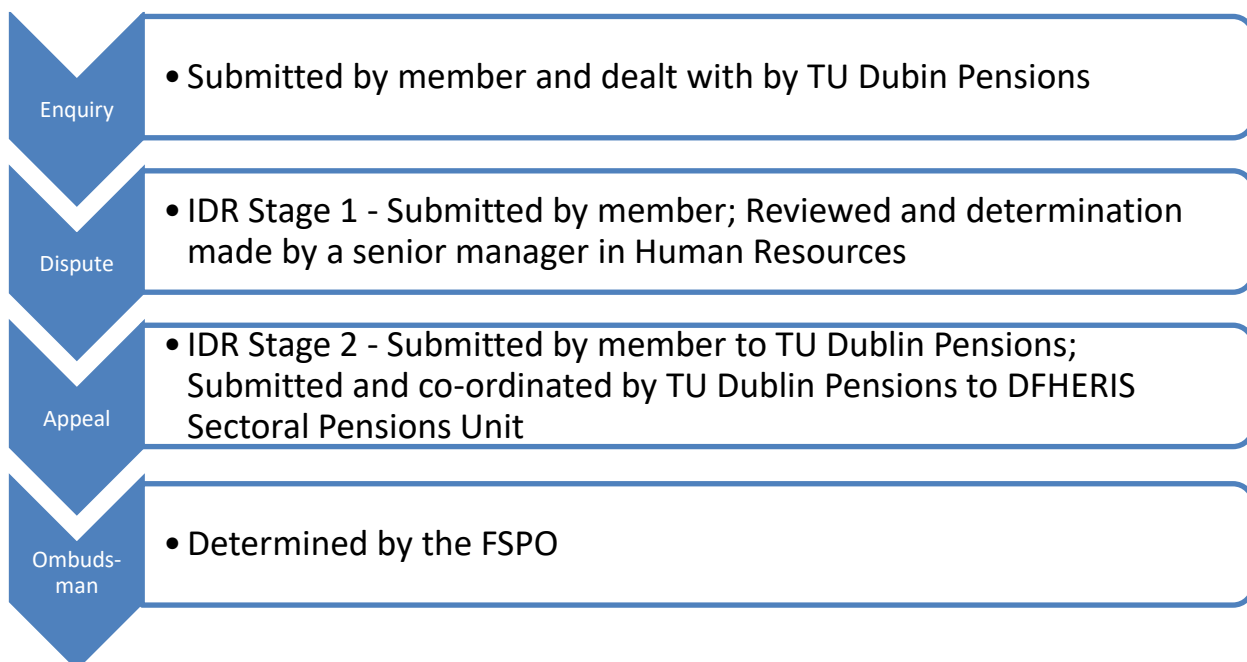 Enquiry
• Submitted by member and dealt with by TU Dubin Pensions
Dispute
• IDR Stage 1 - Submitted by member; Reviewed and determination
made by a senior manager in Human Resources
Appeal
• IDR Stage 2 - Submitted by member to TU Dublin Pensions;
Submitted and co-ordinated by TU Dublin Pensions to DFHERIS
Sectoral Pensions Unit
Ombuds-
man
• Determined by the FSPO